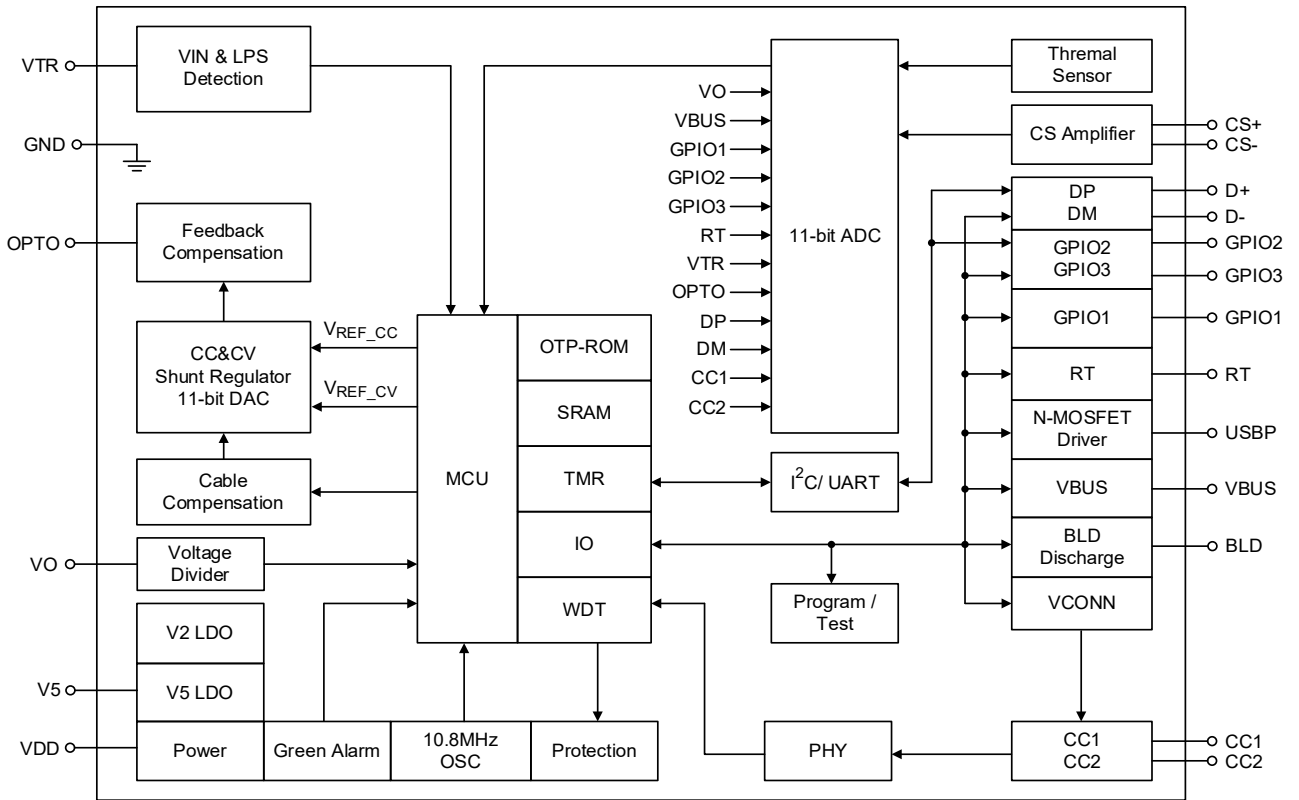 VTR
GND
OPTO
VO
V5
VDD
VIN & LPS
Detection
Feedback
Compensation
CC&CV
Shunt Regulator
11-bit DAC
Cable
Compensation
Voltage
Divider
V2 LDO
V5 LDO
Power
Green Alarm
10.8MHz
OSC
Protection
VREF_CC
VREF_CV
MCU
OTP-ROM
SRAM
TMR
IO
WDT
VO
VBUS
GPIO1
GPIO2
GPIO3
RT
VTR
OPTO
DP
DM
CC1
CC2
11-bit ADC
I2C/ UART
Program /
Test
PHY
Thremal
Sensor
CS Amplifier
DP
DM
GPIO2
GPIO3
GPIO1
RT
N-MOSFET
Driver
VBUS
BLD
Discharge
VCONN
CC1
CC2
CS+
CS-
D+
D-
GPIO2
GPIO3
GPIO1
RT
USBP
VBUS
BLD
CC1
CC2